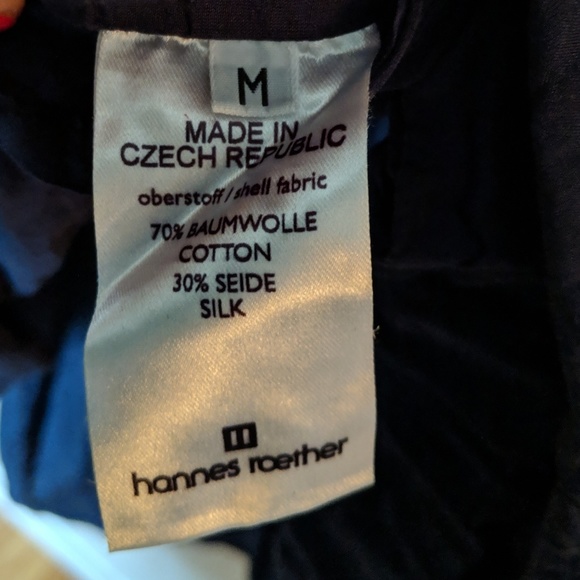 M
MADE IN
CZECH REPUBLIC
oberstoff/shell fabric
70% BAUMWOLLE
COTTON
30% SEIDE
SILK
hannes roether